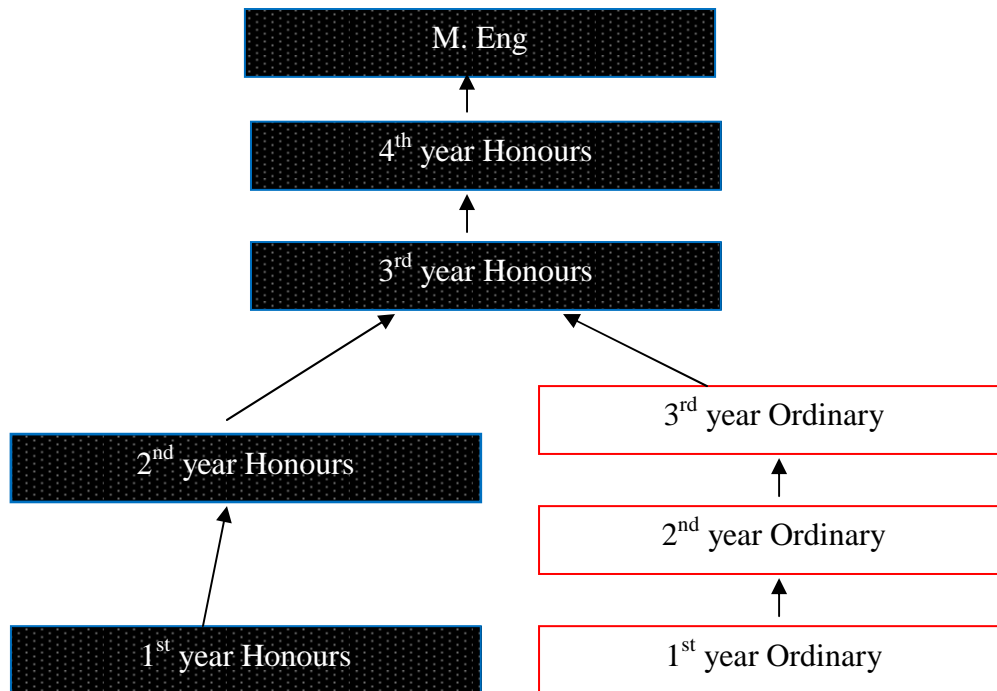 M. Eng
4th year Honours
3rd year Honours
3rd year Ordinary
2nd year Honours
2nd year Ordinary
1st year Honours
1st year Ordinary